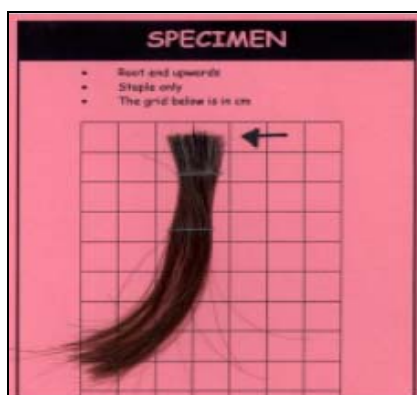 SPECIMEN
• Root end upwards
• Staple only
• The grid below is in cm